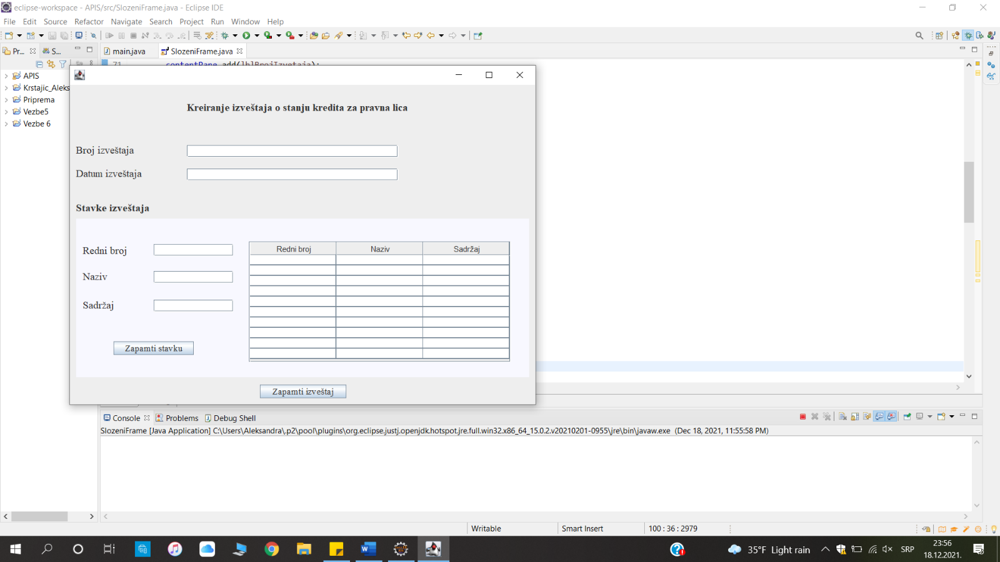 eclipse-workspace - APIS/src/SlozeniFrame.java - Eclipse IDE
File Edit Source Refactor Navigate Search Project Run Window Help
Pr... S... main.java SlozeniFrame.java
71 contentPane.add(lblBrojIzvetaja);
APIS
Krstajic_Aleks
Priprema
Vezbe5
Vezbe 6
Kreiranje izveštaja o stanju kredita za pravna lica
Broj izveštaja
Datum izveštaja
Stavke izveštaja
Redni broj
Naziv
Sadržaj
Zapamti stavku
Redni broj Naziv Sadržaj
Zapamti izveštaj
Console Problems Debug Shell
SlozeniFrame [Java Application] C:\Users\Aleksandra\.p2\pool\plugins\org.eclipse.justj.openjdk.hotspot.jre.full.win32.x86_64_15.0.2.v20210201-0955\jre\bin\javaw.exe (Dec 18, 2021, 11:55:58 PM)
Writable Smart Insert 100 : 36 : 2979
35°F Light rain SRP 23:56
18.12.2021.